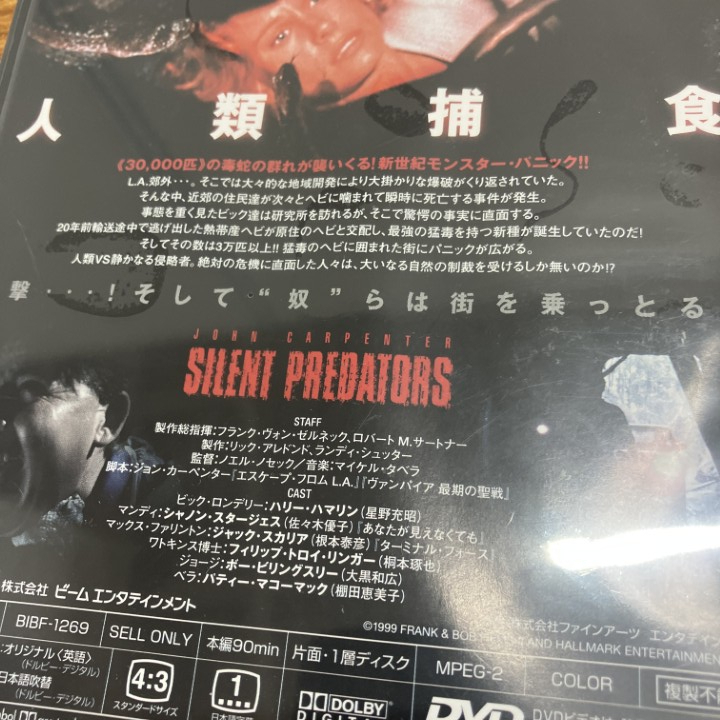 人類捕食
《30,000匹》の毒蛇の群れが襲いくる!新世紀モンスター・パニック!!
L.A.郊外・・・。そこでは大々的な地域開発により大掛かりな爆破がくり返されていた。
そんな中、近郊の住民達が次々とヘビに噛まれて瞬時に死亡する事件が発生。
事態を重く見たビック達は研究所を訪れるが、そこで驚愕の事実に直面する。
20年前輸送途中で逃げ出した熱帯産ヘビが原住のヘビと交配し、最強の猛毒を持つ新種が誕生していたのだ!
そしてその数は3万匹以上!! 猛毒のヘビに囲まれた街にパニックが広がる。
人類VS静かなる侵略者。絶対の危機に直面した人々は、大いなる自然の制裁を受けるしか無いのか!?
撃・・・!そして“奴”らは街を乗っとる
JOHN CARPENTER
SILENT PREDATORS
STAFF
製作総指揮:フランク・ヴォン・ゼルネック、ロバート M.サートナー
製作:リック・アレドンド、ランディ・シュッター
監督:ノエル・ノセック/音楽:マイケル・タベラ
脚本:ジョン・カーペンター『エスケープ・フロム L.A.』『ヴァンパイア 最期の聖戦』
CAST
ビック・ロンデリー:ハリー・ハマリン(星野充昭)
マンディ:シャノン・スタージェス(佐々木優子)『あなたが見えなくても』
マックス・ファリントン:ジャック・スカリア(根本泰彦)『ターミナル・フォース』
ワトキンス博士:フィリップ・トロイ・リンガー(桐本琢也)
ジョージ:ボー・ビリングスリー(大黒和広)
ベラ:パティー・マコーマック(棚田恵美子)
株式会社 ビーム エンタテインメント
©1999 FRANK & BOB
株式会社ファインアーツ エンタテイン
AND HALLMARK ENTERTAINMENT
BIBF-1269
SELL ONLY
本編90min
片面・1層ディスク
MPEG-2
COLOR
複製不
:オリジナル〈英語〉
(ドルビー・デジタル)
日本語吹替
(ドルビー・デジタル)
4:3
スタンダードサイズ
1
日本語字幕
DOLBY
DIGITAL
DVD
DVDビデオ